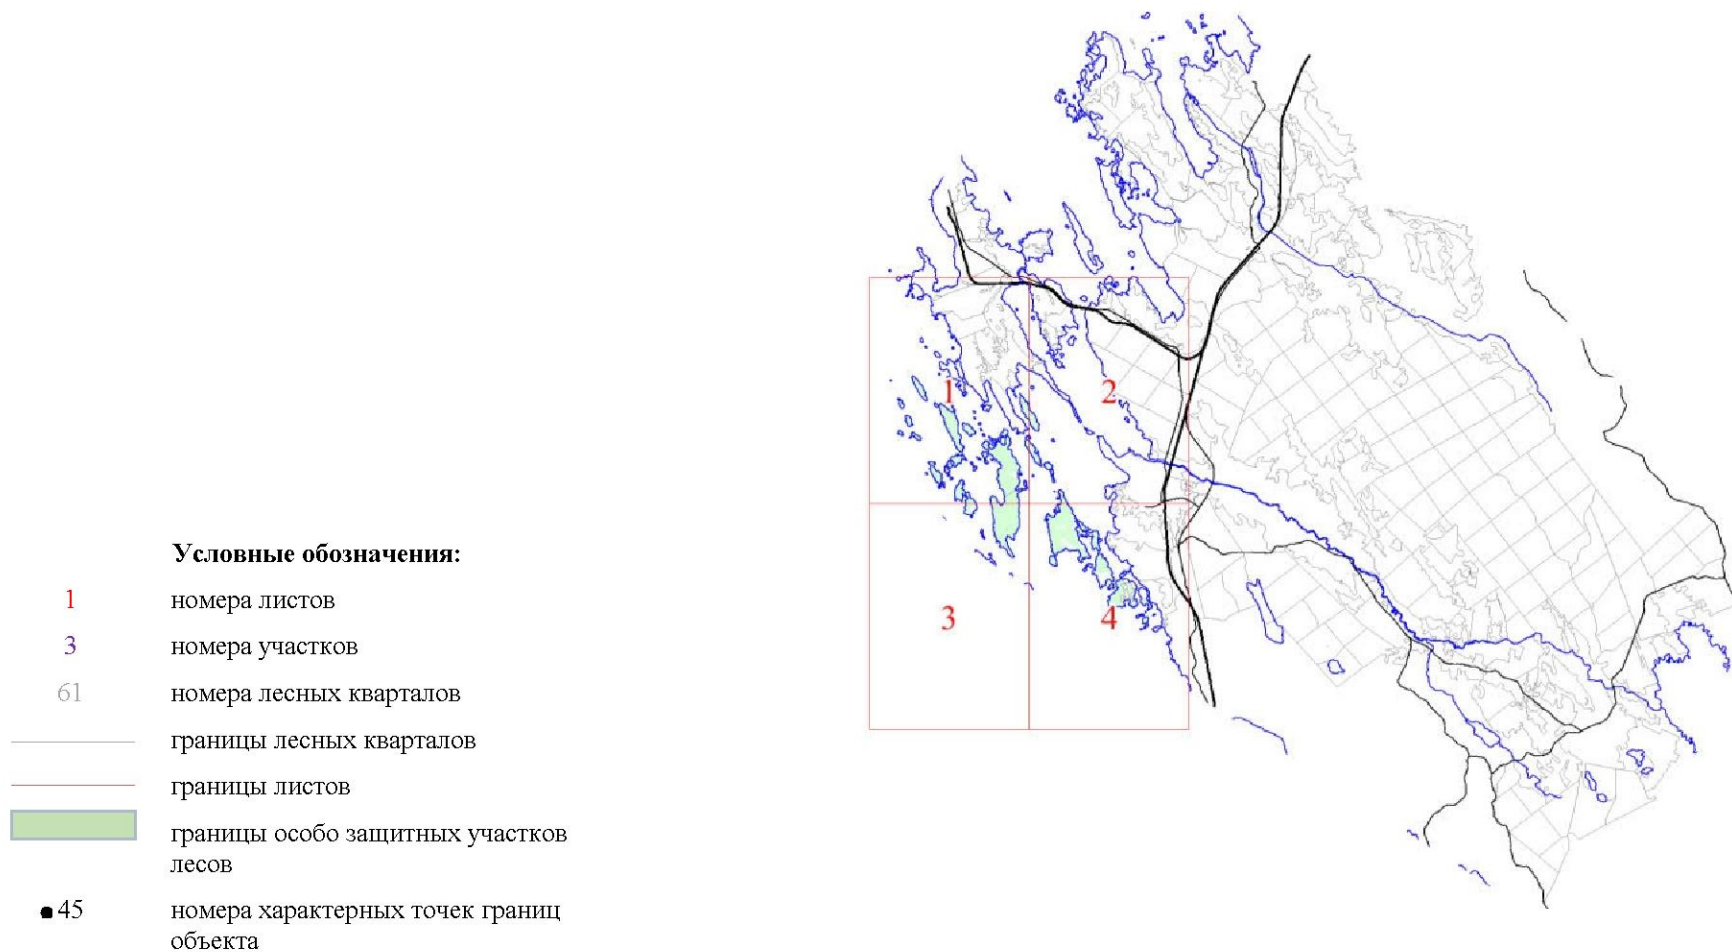 Условные обозначения:
1 номера листов
3 номера участков
61 номера лесных кварталов
границы лесных кварталов
границы листов
границы особо защитных участков
лесов
45 номера характерных точек границ
объекта
1
2
3
4